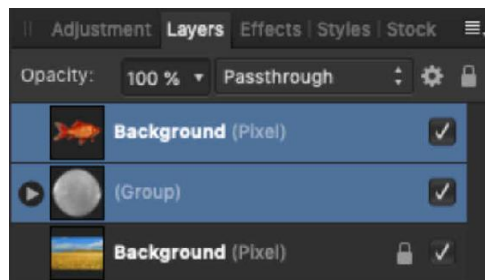 Adjustment Layers Effects Styles Stock
Opacity: 100 % Passthrough
Background (Pixel)
(Group)
Background (Pixel)